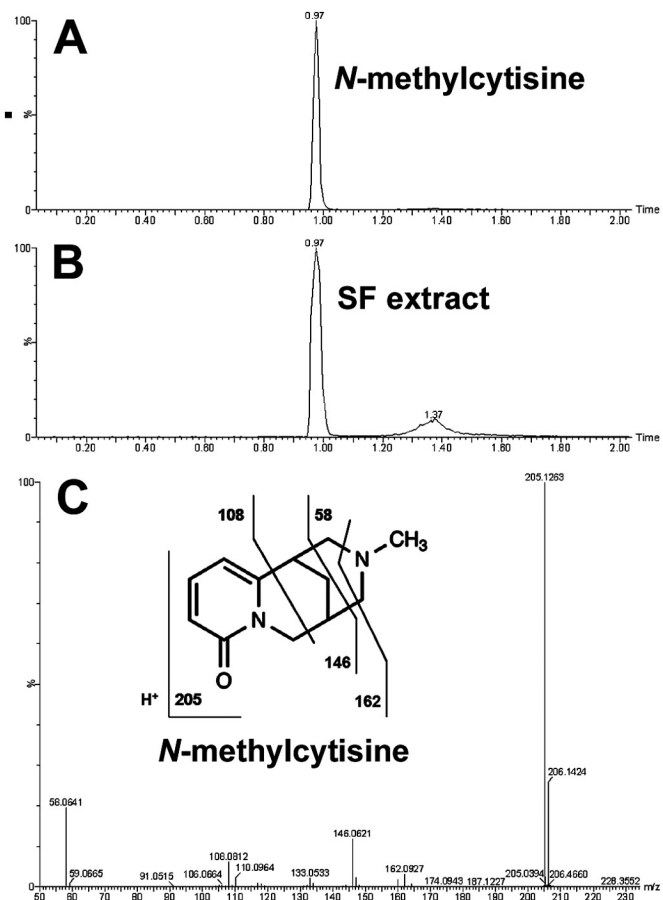 A
100
0.97
N-methylcytisine
%
0
0.20 0.40 0.60 0.80 1.00 1.20 1.40 1.60 1.80 2.00
Time
B
100
0.97
SF extract
%
1.37
0
0.20 0.40 0.60 0.80 1.00 1.20 1.40 1.60 1.80 2.00
Time
C
100
205.1263
108
58
CH3
N
N
O
146
162
H+ 205
N-methylcytisine
%
206.1424
58.0641
59.0665
91.0515
106.0664
108.0812
110.0964
133.0533
146.0621
162.0927
174.0943
187.1227
205.0394
206.4660
228.3552
0
50 60 70 80 90 100 110 120 130 140 150 160 170 180 190 200 210 220 230
m/z